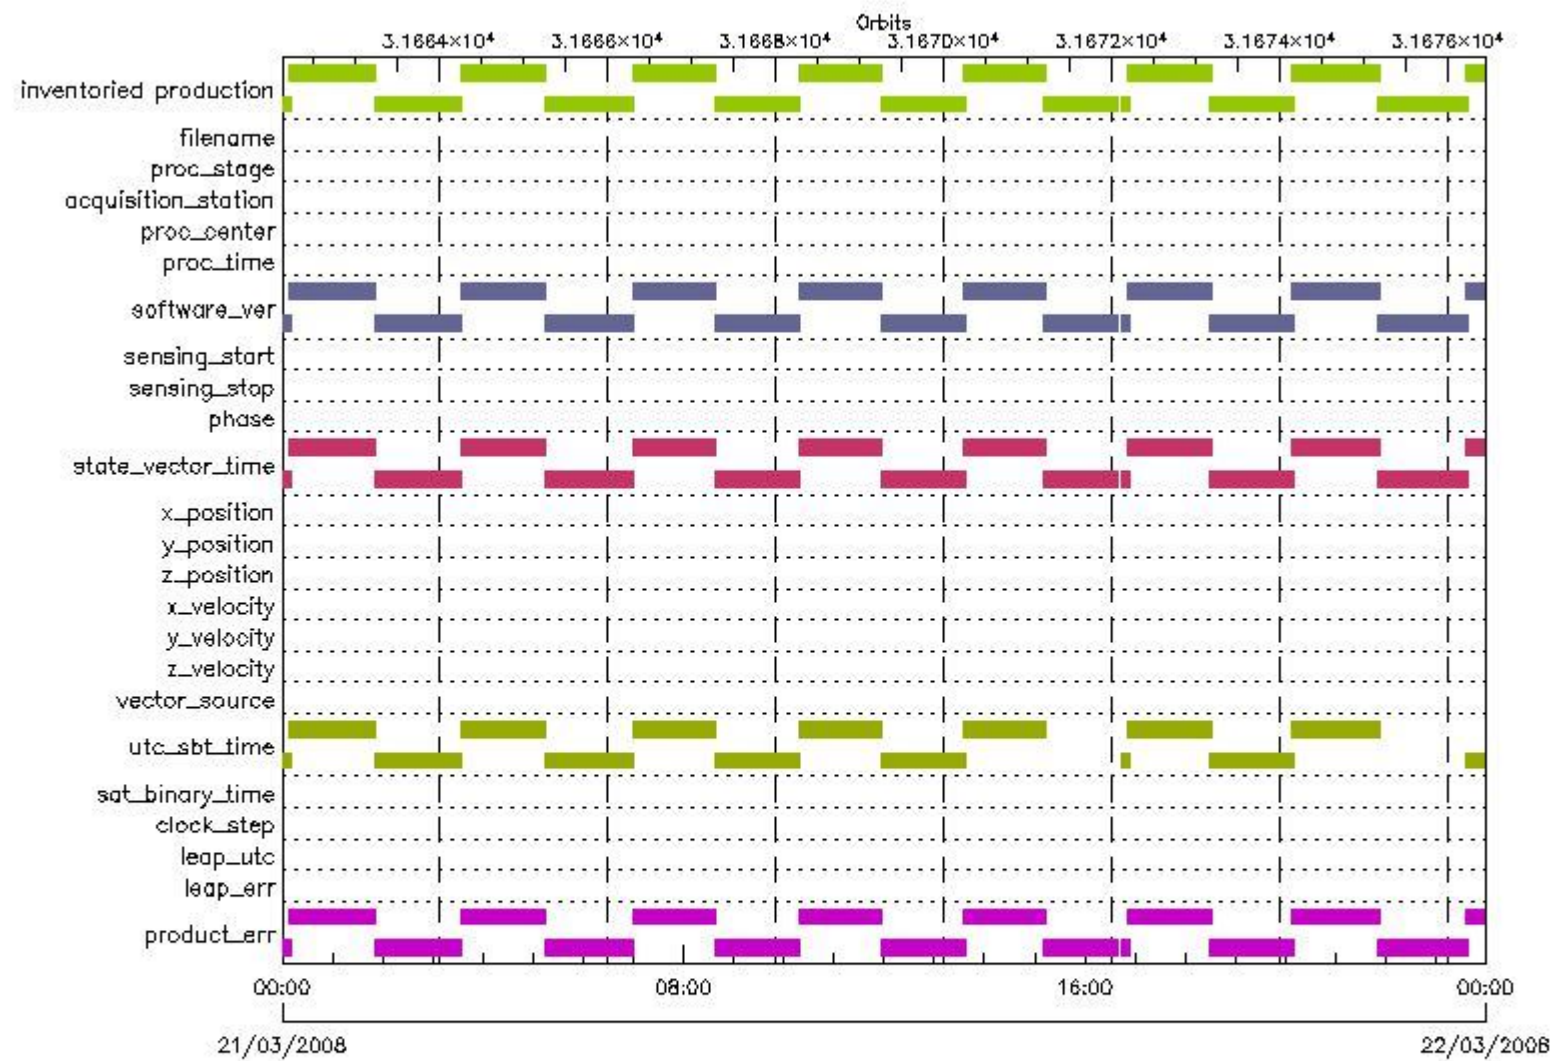 Orbits
3.1664×10⁴ 3.1666×10⁴ 3.1668×10⁴ 3.1670×10⁴ 3.1672×10⁴ 3.1674×10⁴ 3.1676×10⁴
inventoried production
filename
proc_stage
acquisition_station
proc_center
proc_time
software_ver
sensing_start
sensing_stop
phase
state_vector_time
x_position
y_position
z_position
x_velocity
y_velocity
z_velocity
vector_source
utc_sbt_time
sat_binary_time
clock_step
leap_utc
leap_err
product_err
00:00 08:00 16:00 00:00
21/03/2008 22/03/2008